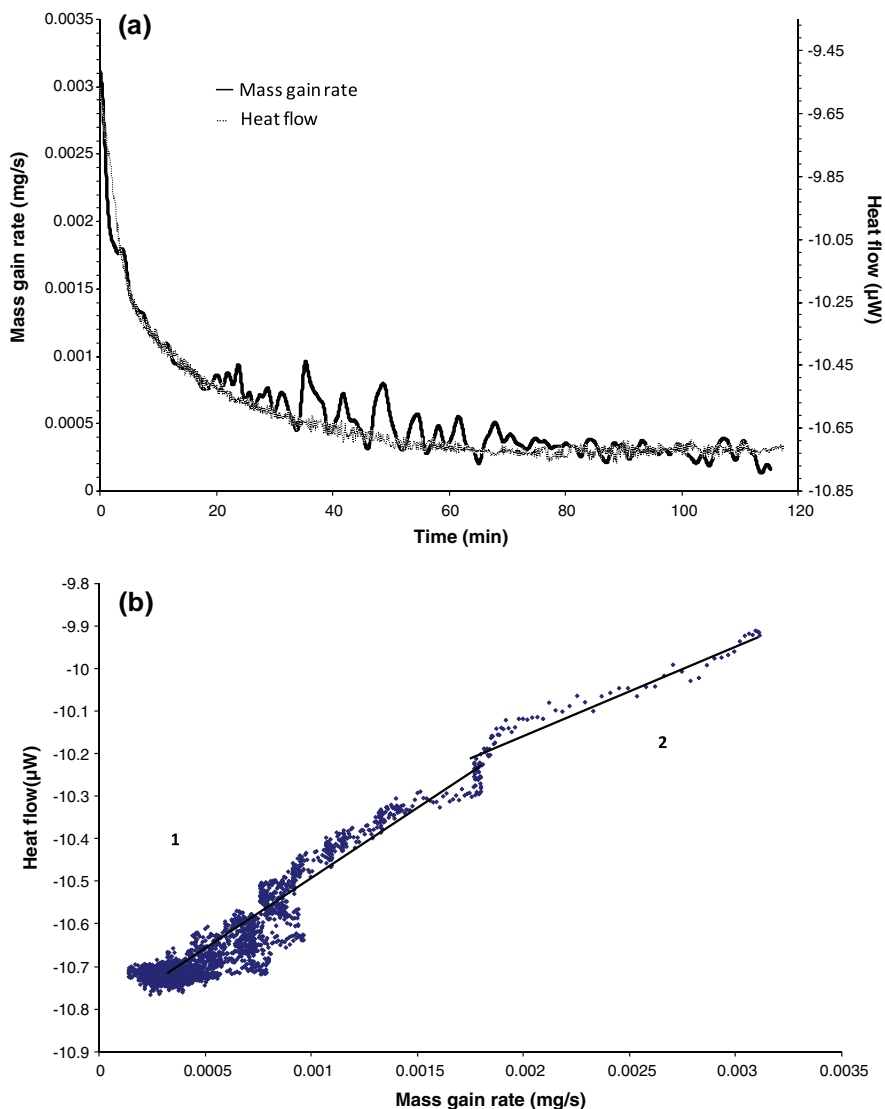 (a)
0.0035
0.003
0.0025
0.002
0.0015
0.001
0.0005
0
Mass gain rate (mg/s)
Mass gain rate
Heat flow
-9.45
-9.65
-9.85
-10.05
-10.25
-10.45
-10.65
-10.85
Heat flow (µW)
0 20 40 60 80 100 120
Time (min)
(b)
-9.8
-9.9
-10
-10.1
-10.2
-10.3
-10.4
-10.5
-10.6
-10.7
-10.8
-10.9
Heat flow(µW)
1
2
0 0.0005 0.001 0.0015 0.002 0.0025 0.003 0.0035
Mass gain rate (mg/s)